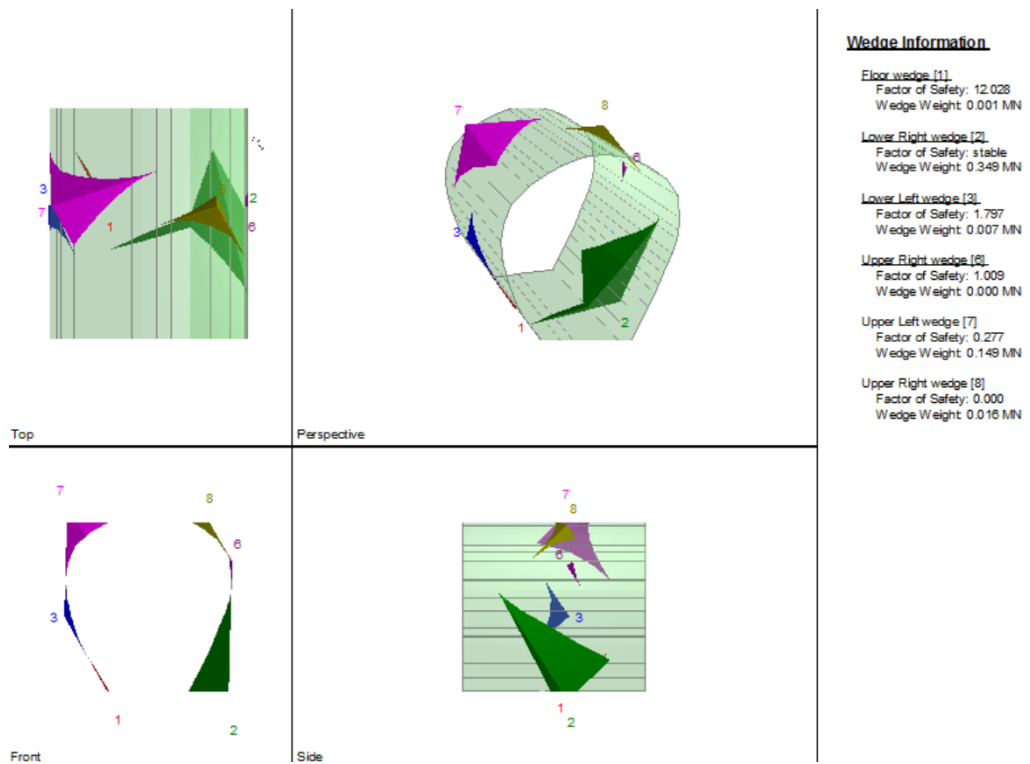 3
7
1
2
6
Top
7
8
6
3
1
2
Perspective
7
8
6
3
1
2
Front
7
8
6
3
1
2
Side
Wedge Information
Floor wedge [1]
Factor of Safety: 12.028
Wedge Weight: 0.001 MN
Lower Right wedge [2]
Factor of Safety: stable
Wedge Weight: 0.349 MN
Lower Left wedge [3]
Factor of Safety: 1.797
Wedge Weight: 0.007 MN
Upper Right wedge [6]
Factor of Safety: 1.009
Wedge Weight: 0.000 MN
Upper Left wedge [7]
Factor of Safety: 0.277
Wedge Weight: 0.149 MN
Upper Right wedge [8]
Factor of Safety: 0.000
Wedge Weight: 0.016 MN